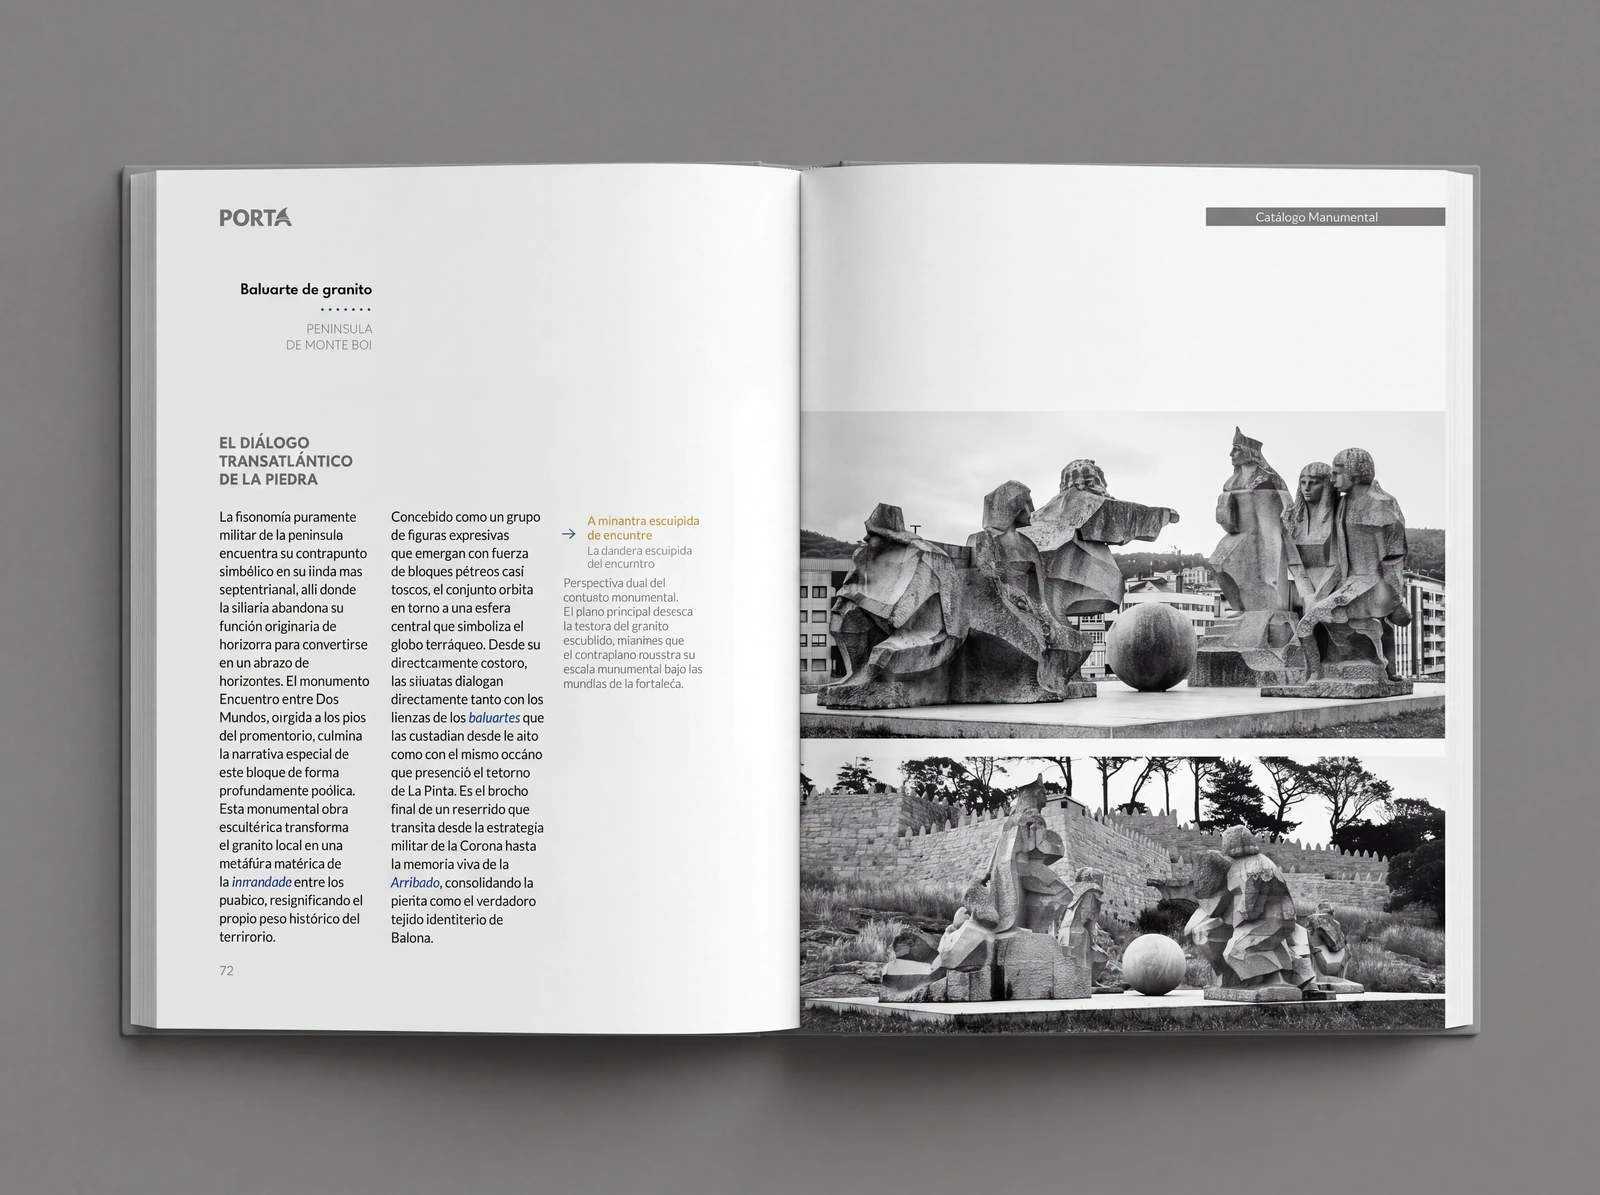 PORTA
Baluarte de granito
PENINSULA
DE MONTE BOI
EL DIÁLOGO
TRANSATLÁNTICO
DE LA PIEDRA
La fisonomía puramente
militar de la peninsula
encuentra su contrapunto
simbélico en su iinda mas
septentrianal, alli donde
la siliaría abandona su
función originaria de
horizorra para convertirse
en un abrazo de
horizontes. El monumento
Encuentro entre Dos
Mundos, oirgida a los pios
del promentorio, culmina
la narrativa especial de
este bloque de forma
profundamente poólica.
Esta monumental obra
escultérica transforma
el granito local en una
metáfúra matérica de
la inmrandade entre los
puabico, resignificando el
propio peso histórico del
terrirorio.
72
Concebido como un grupo
de figuras expresivas
que emergan con fuerza
de bloques pétreos casí
toscos, el conjunto orbita
en torno a una esfera
central que simboliza el
globo terráqueo. Desde su
directcaımente costoro,
las siiuatas dialogan
directamente tanto con los
lienzas de los baluartes que
las custadian desde le aito
como con el mismo occáno
que presenció el tetorno
de La Pinta. Es el brocho
final de un reserrido que
transita desde la estrategia
militar de la Corona hasta
la memoria viva de la
Arribado, consolidando la
pieñta como el verdadoro
tejido identiterio de
Balona.
→ A minantra escuipida
de encuntre
La dandera escuipida
del encurntro
Perspectiva dual del
contusto monumental.
El plano principal desesca
la testora del granito
escublido, mianimes que
el contraplano rousstra su
escala munumental bajo las
mundlas de la fortaleća.
Catálogo Manumental